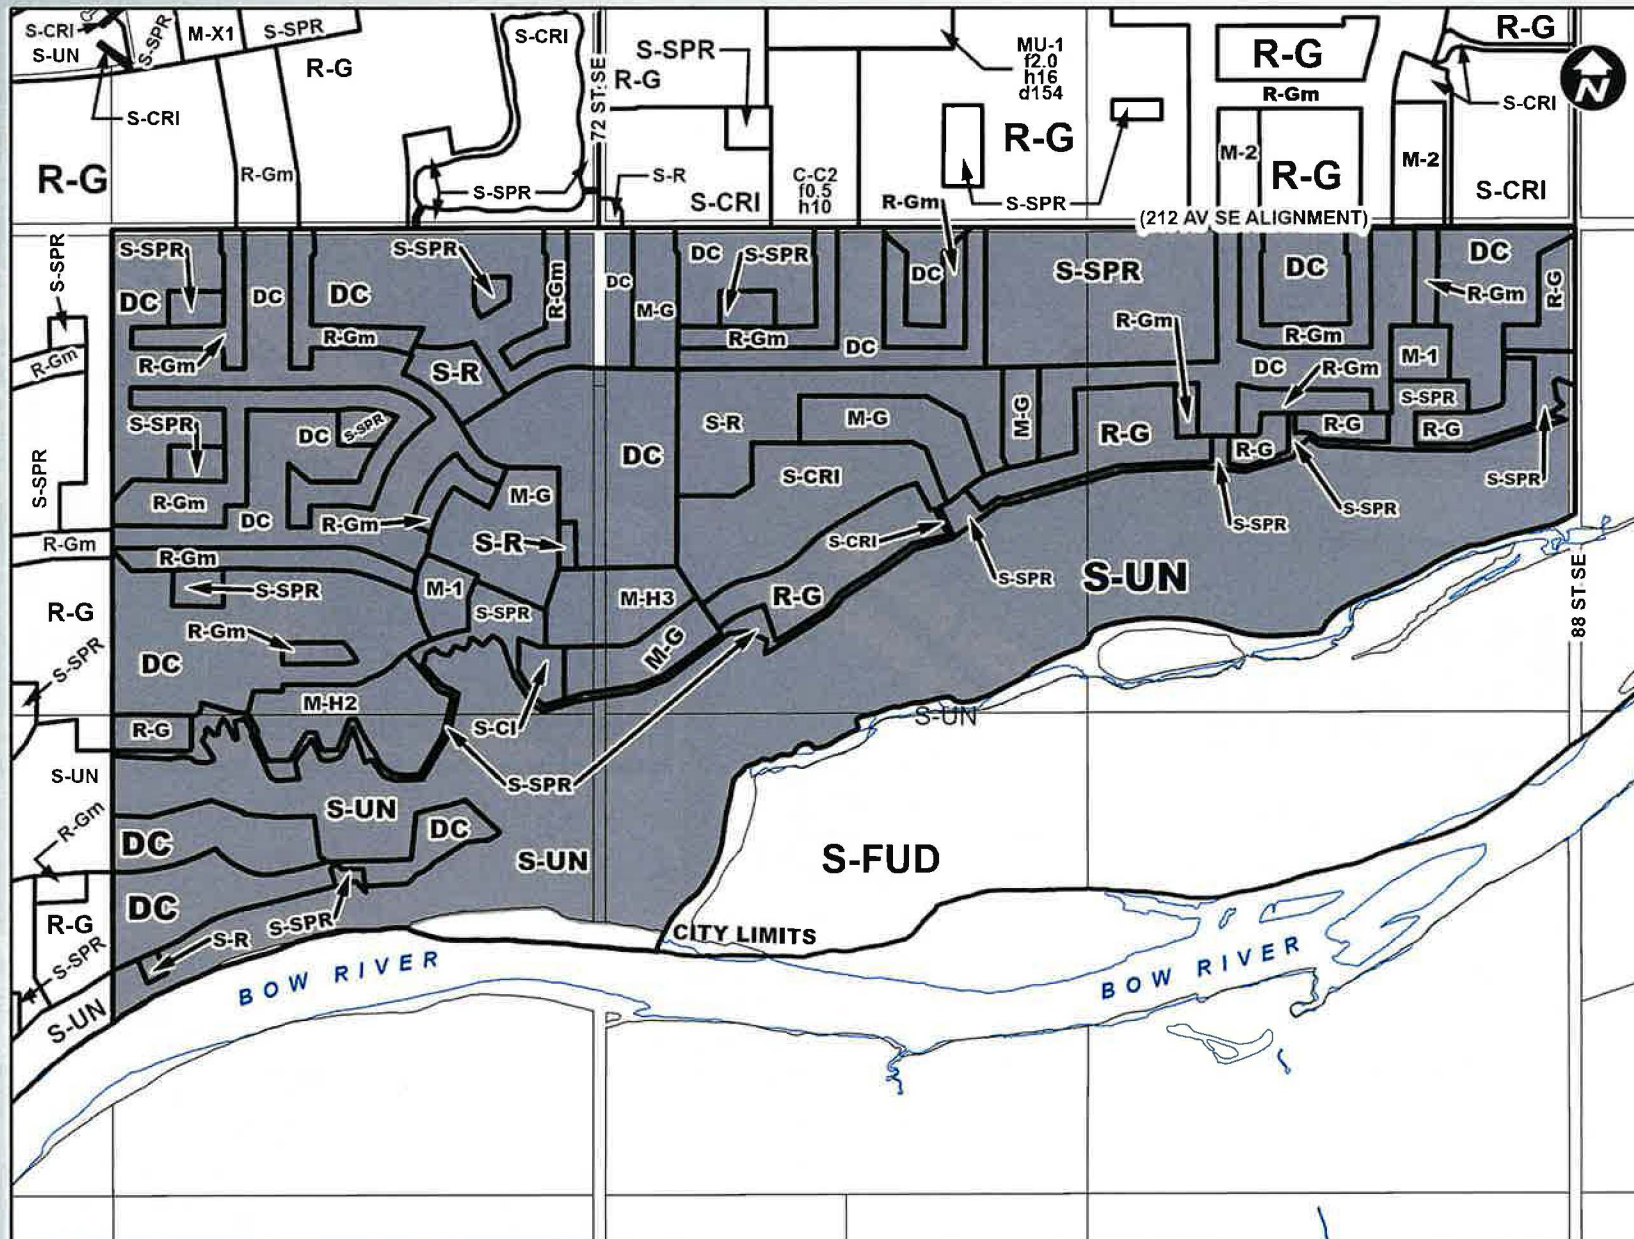 S-CRI
S-UN
S-SPR
M-X1
S-SPR
R-G
S-CRI
72 ST SE
S-SPR
R-G
MU-1
f2.0
h16
d154
R-G
R-G
R-Gm
N
S-CRI
S-CRI
R-G
R-Gm
S-SPR
S-R
S-CRI
C-C2
f0.5
h10
R-G
R-Gm
S-SPR
M-2
R-G
M-2
S-CRI
(212 AV SE ALIGNMENT)
S-SPR
S-SPR
DC
DC
DC
S-SPR
R-Gm
DC
M-G
DC
S-SPR
DC
S-SPR
DC
DC
R-Gm
R-G
R-Gm
R-Gm
R-Gm
R-Gm
S-R
R-Gm
DC
R-Gm
R-Gm
DC
R-Gm
M-1
S-SPR
S-SPR
S-SPR
DC
S-SPR
DC
S-R
M-G
M-G
R-G
R-G
R-G
R-G
S-CRI
S-SPR
R-Gm
DC
R-Gm
M-G
S-SPR
S-SPR
R-Gm
R-Gm
S-R
S-CRI
S-SPR
S-UN
88 ST SE
S-SPR
M-1
S-SPR
M-H3
R-G
R-G
R-Gm
DC
M-G
S-SPR
M-H2
R-G
S-CI
S-UN
S-UN
S-SPR
R-Gm
S-UN
DC
DC
S-UN
S-FUD
DC
R-G
S-SPR
S-R
S-SPR
CITY LIMITS
S-UN
BOW RIVER
BOW RIVER